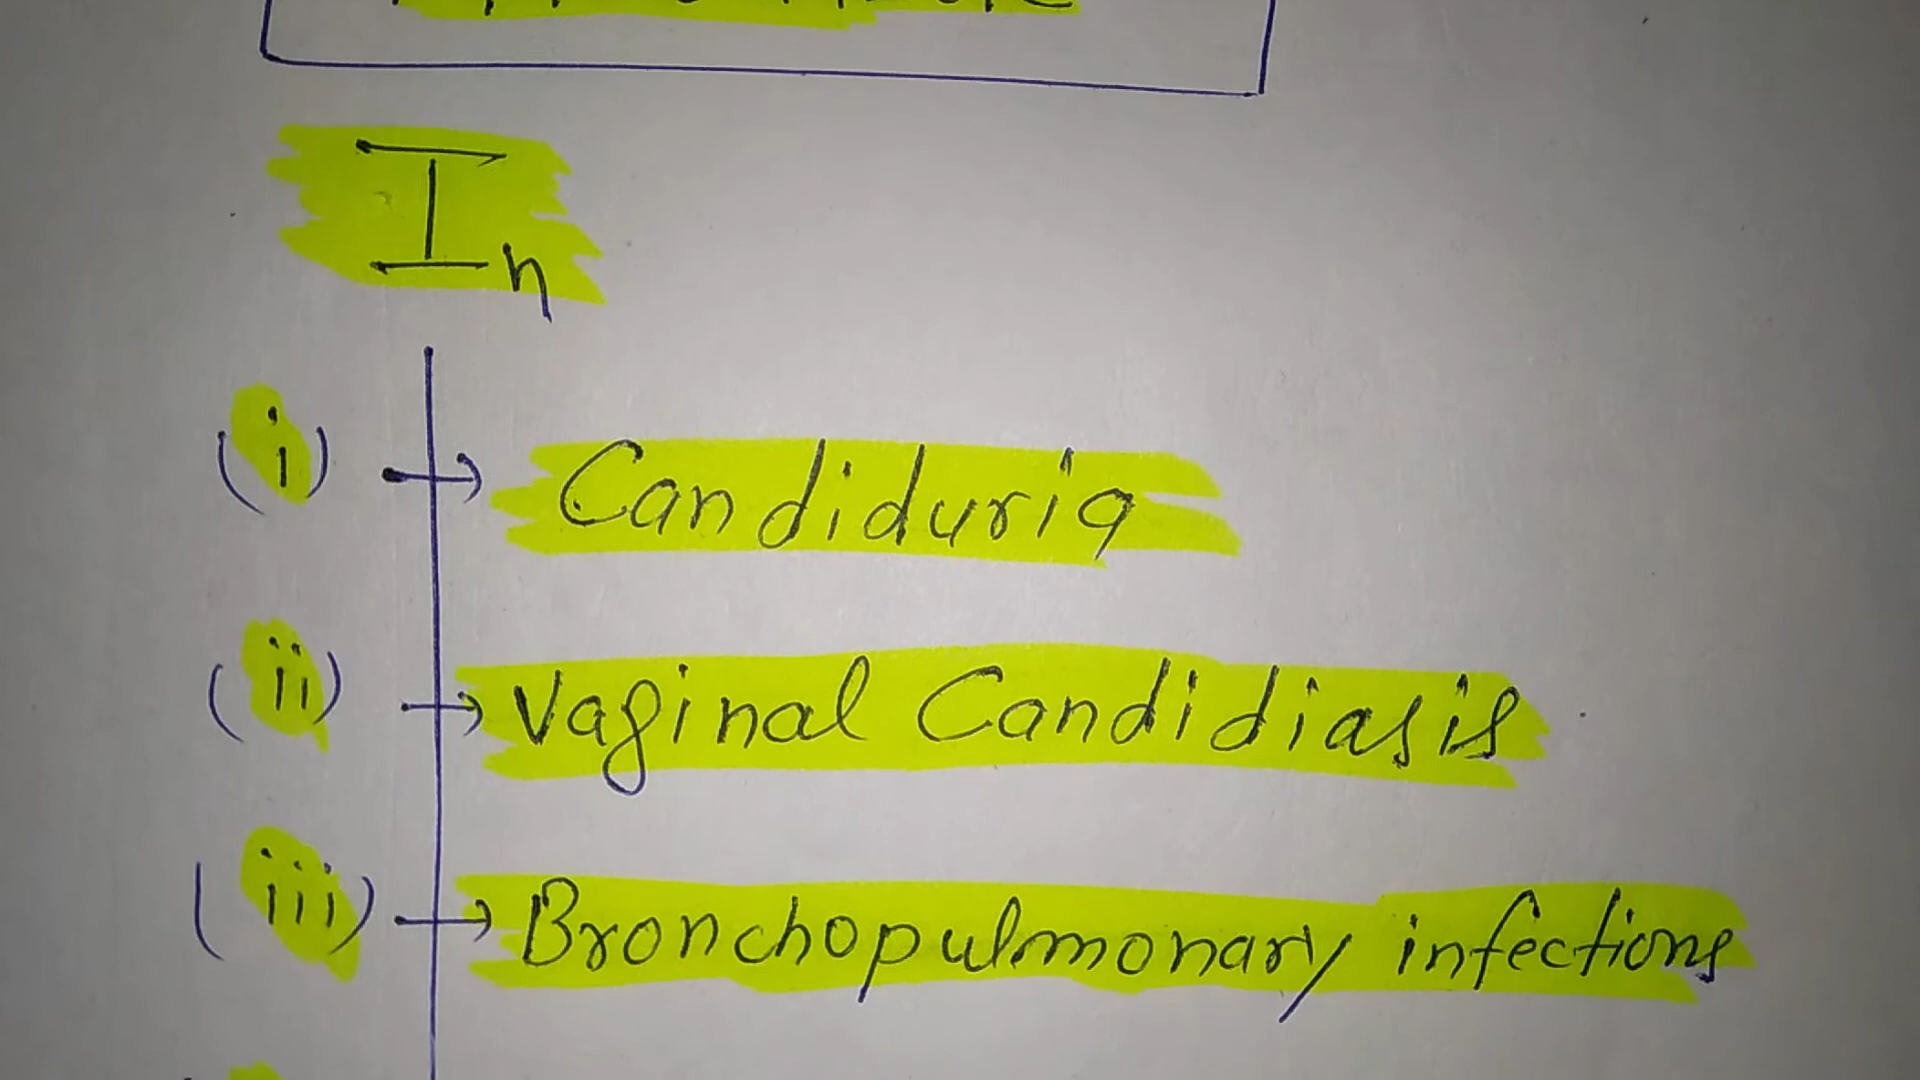 In
(i) → Candiduria
(ii) → Vaginal Candidiasis
(iii) → Bronchopulmonary infections